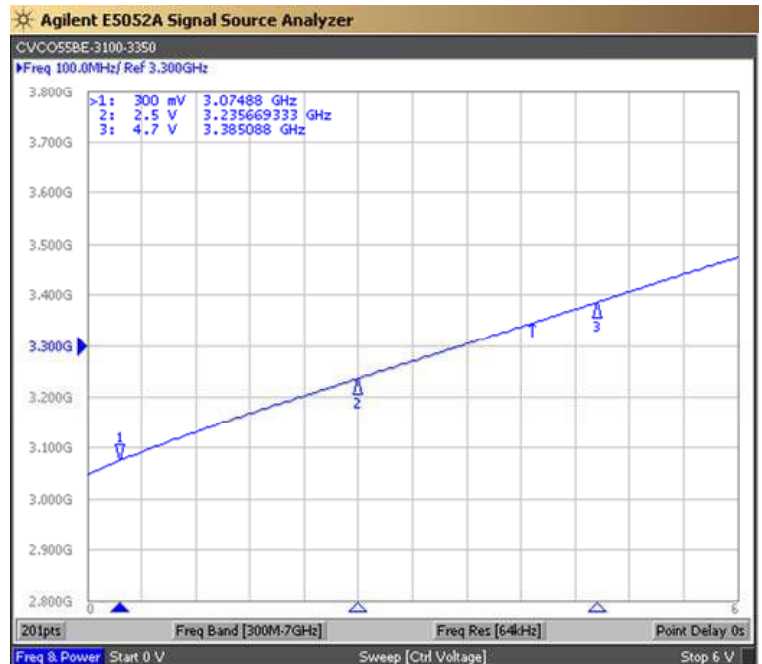 Agilent E5052A Signal Source Analyzer
CVCO55BE-3100-3350
▶Freq 100.0MHz/ Ref 3.300GHz
>1: 300 mV 3.07488 GHz
2: 2.5 V 3.235669333 GHz
3: 4.7 V 3.385088 GHz
3.800G
3.700G
3.600G
3.500G
3.400G
3.300G
3.200G
3.100G
3.000G
2.900G
2.800G
1
2
3
0
6
201pts Freq Band [300M-7GHz] Freq Res [64kHz] Point Delay 0s
Freq & Power Start 0 V Sweep [Ctrl Voltage] Stop 6 V